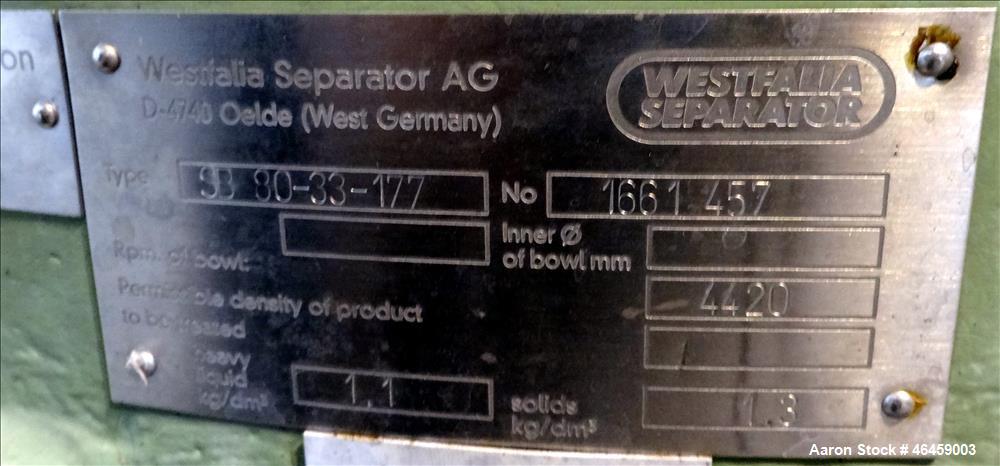 on
Westfalia Separator AG
D-4740 Oelde (West Germany)
WESTFALIA
SEPARATOR
Type SB 80-33-177 No 1661 457
Inner Ø
of bowl mm
Rpm. of bowl:
4420
Permissible density of product
to be treated
heavy
liquid
kg/dm³ 1,1
solids
kg/dm³ 1.3
Aaron Stock # 46459003